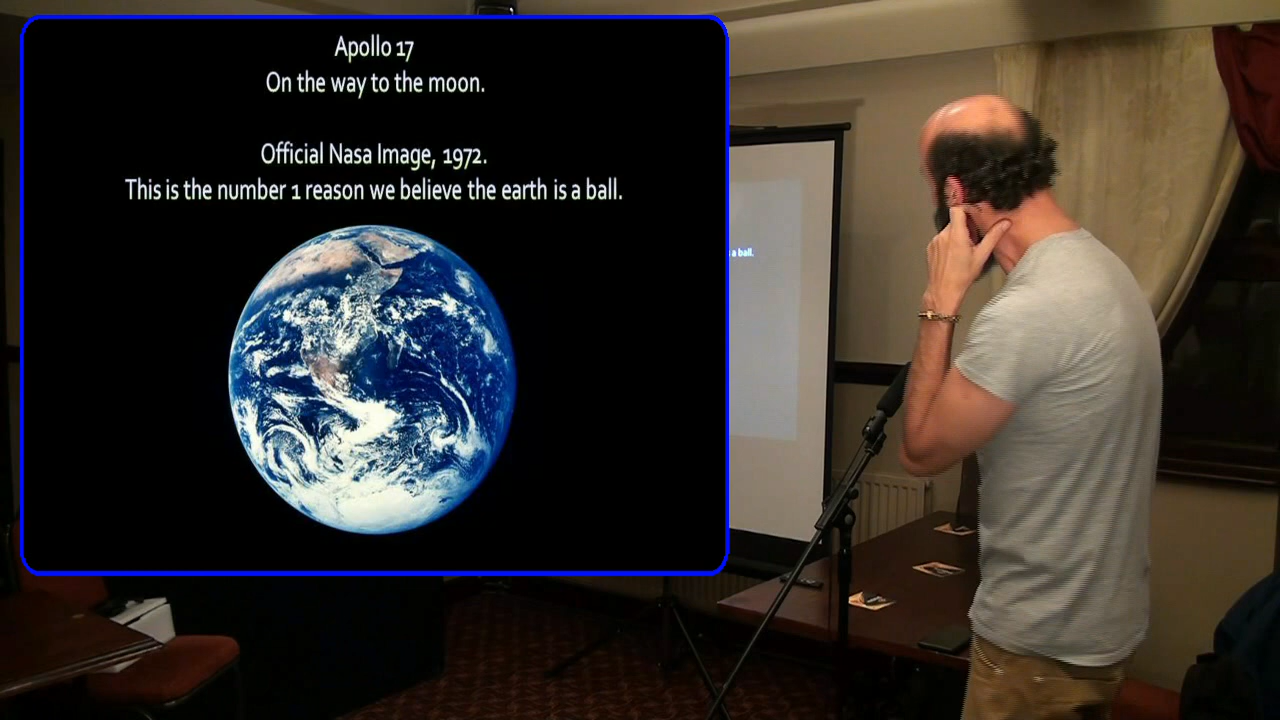 Apollo 17
On the way to the moon.
Official Nasa Image, 1972.
This is the number 1 reason we believe the earth is a ball.
a ball.